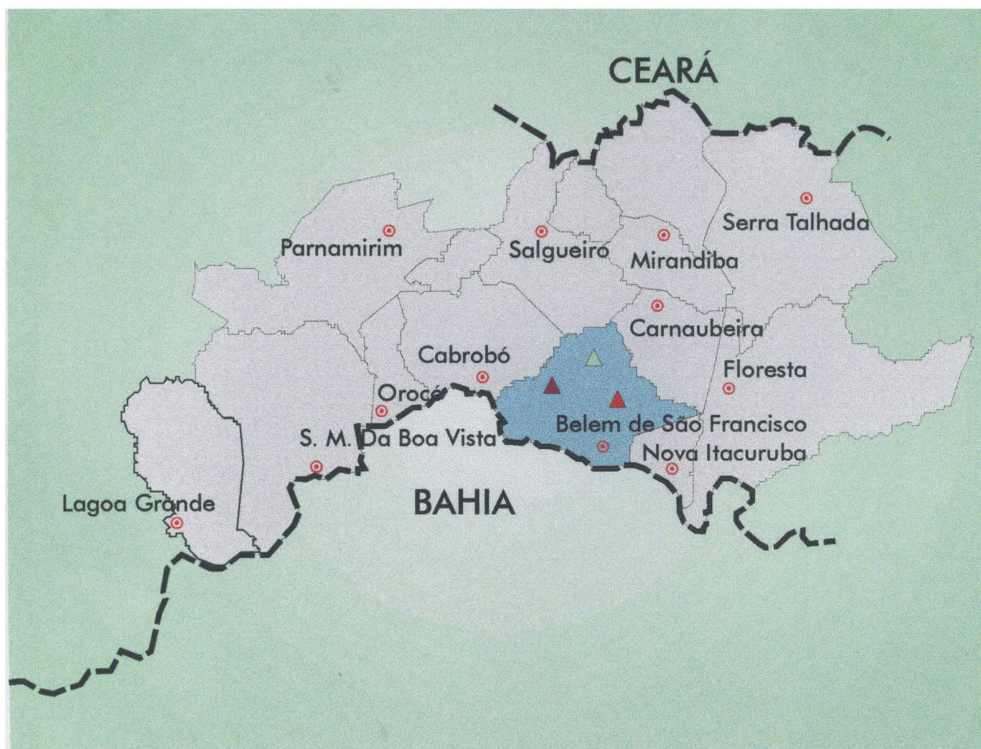 CEARÁ
Serra Talhada
Parnamirim
Salgueiro
Mirandiba
Carnaubeira
Cabrobó
Floresta
Orocó
Belem de São Francisco
S. M. Da Boa Vista
Nova Itacuruba
Lagoa Grande
BAHIA